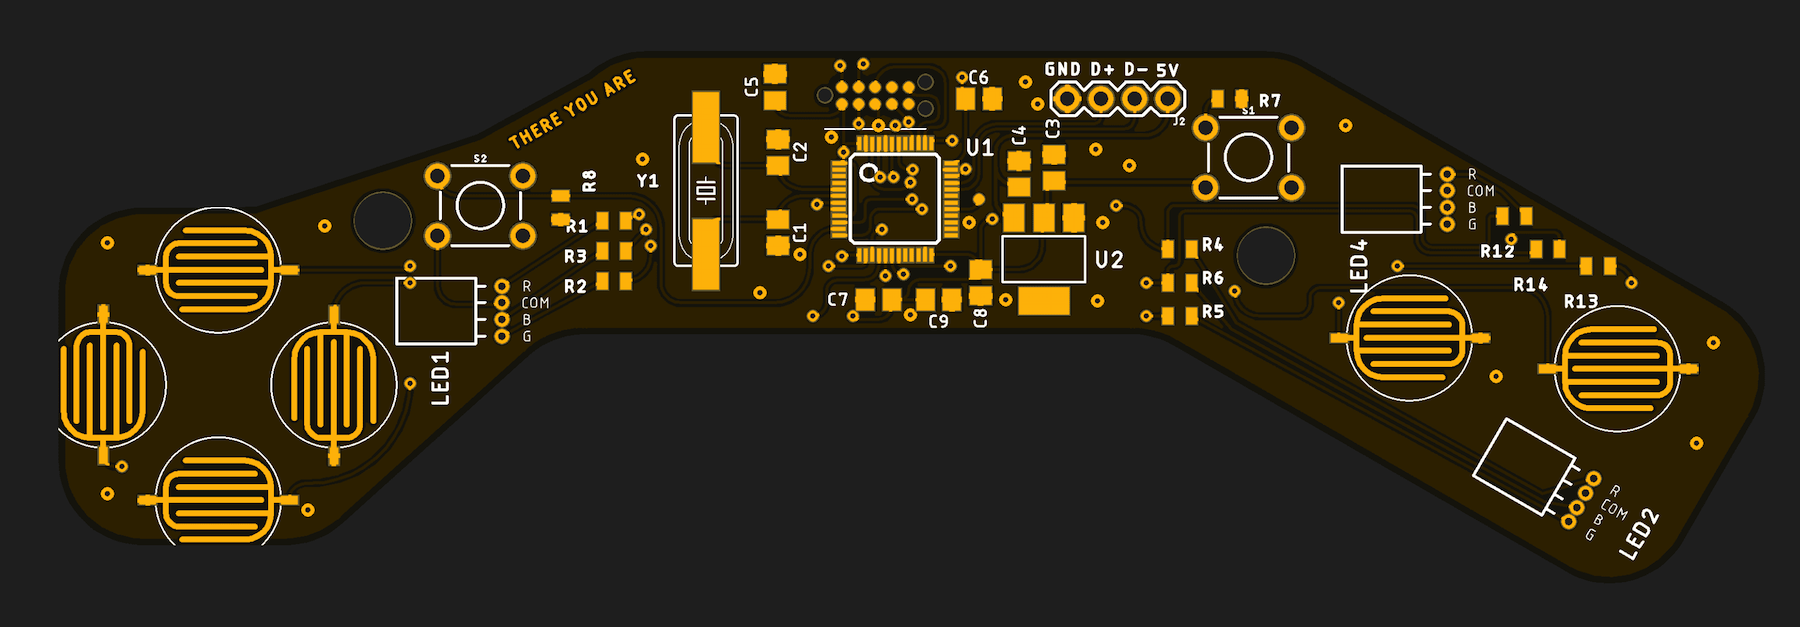 THERE YOU ARE
GND D+ D- 5V
J2
C5
C6
R7
S1
S2
R8
Y1
C2
U1
C4
C3
R
COM
B
G
LED4
R1
R3
R2
C1
U2
R4
R6
R5
R12
R14
R13
R
COM
B
G
LED1
C7
C9
C8
R
COM
B
G
LED2